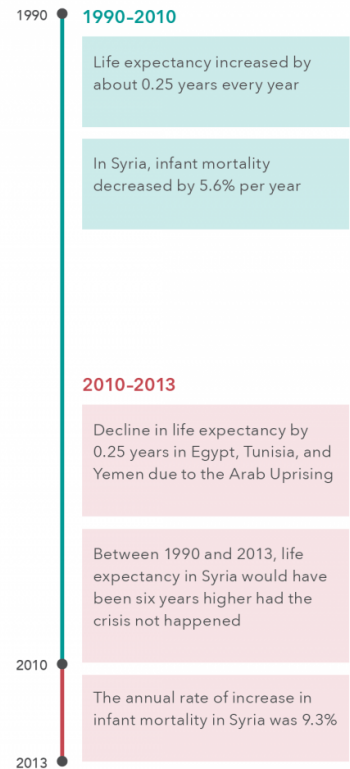 1990
1990–2010
Life expectancy increased by
about 0.25 years every year
In Syria, infant mortality
decreased by 5.6% per year
2010–2013
Decline in life expectancy by
0.25 years in Egypt, Tunisia, and
Yemen due to the Arab Uprising
Between 1990 and 2013, life
expectancy in Syria would have
been six years higher had the
crisis not happened
2010
The annual rate of increase in
infant mortality in Syria was 9.3%
2013